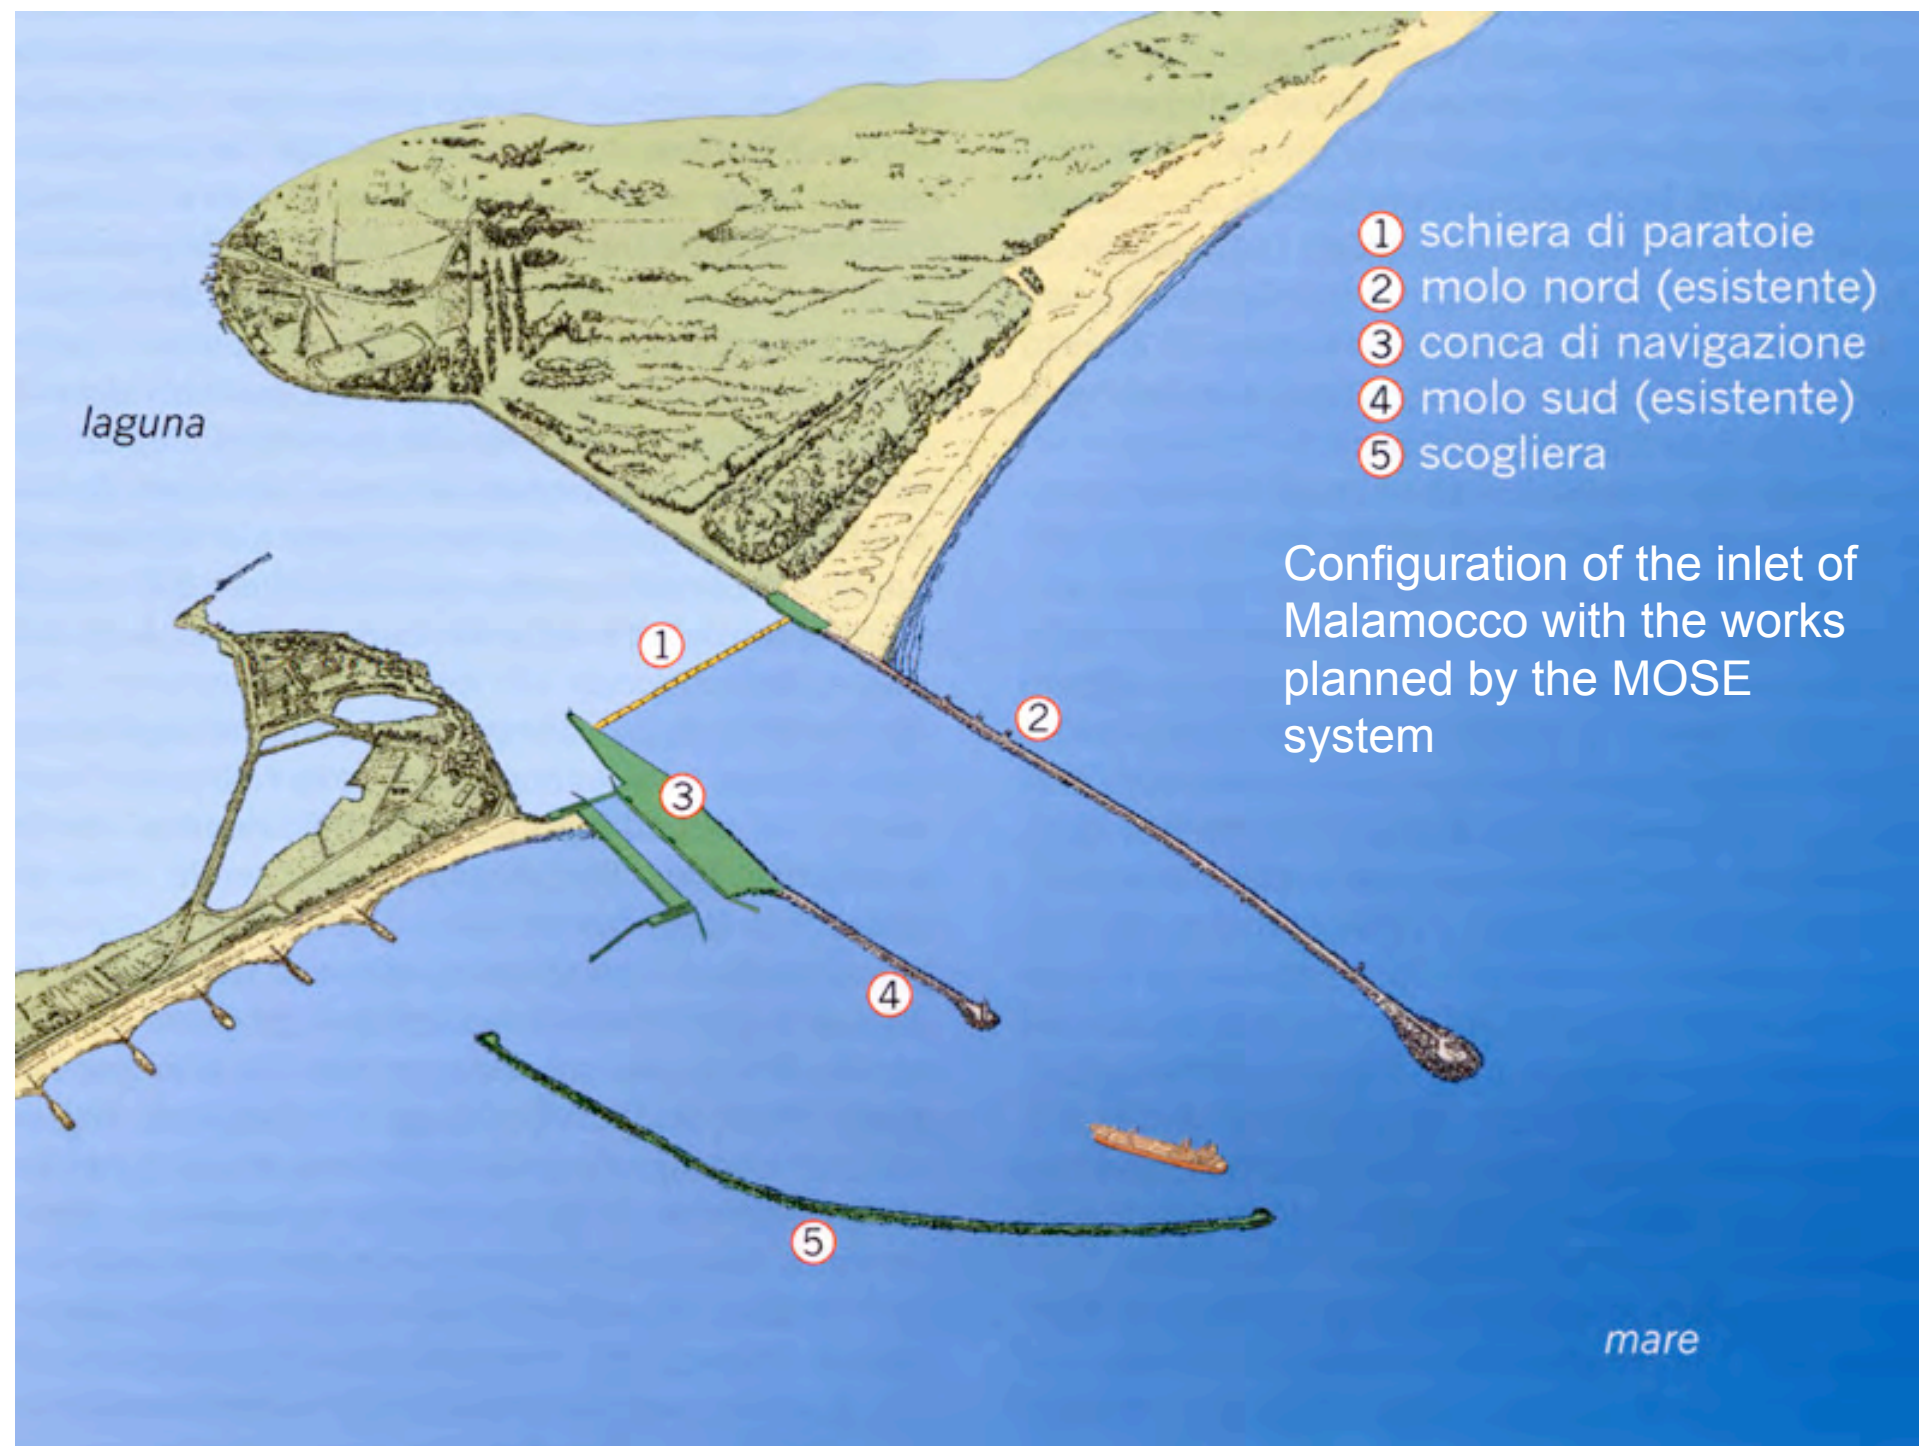 1 schiera di paratoie
2 molo nord (esistente)
3 conca di navigazione
4 molo sud (esistente)
5 scogliera
laguna
Configuration of the inlet of
Malamocco with the works
planned by the MOSE
system
1
2
3
4
5
mare